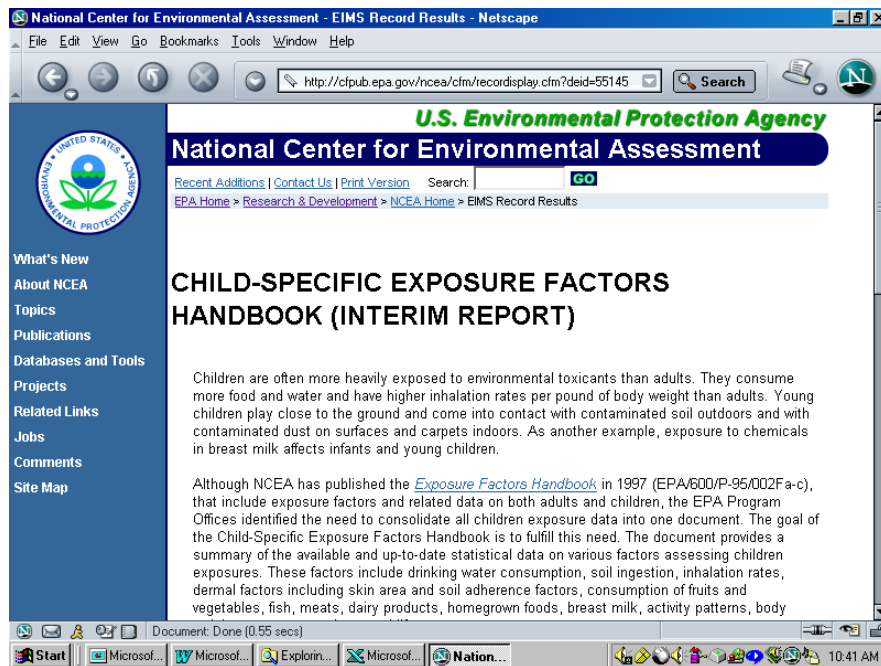 National Center for Environmental Assessment - EIMS Record Results - Netscape
File Edit View Go Bookmarks Tools Window Help
http://cfpub.epa.gov/ncea/cfm/recordisplay.cfm?deid=55145 Search N
U.S. Environmental Protection Agency
UNITED STATES ENVIRONMENTAL PROTECTION AGENCY
National Center for Environmental Assessment
Recent Additions | Contact Us | Print Version Search: GO
EPA Home > Research & Development > NCEA Home > EIMS Record Results
What's New
About NCEA
Topics
Publications
Databases and Tools
Projects
Related Links
Jobs
Comments
Site Map
CHILD-SPECIFIC EXPOSURE FACTORS
HANDBOOK (INTERIM REPORT)
Children are often more heavily exposed to environmental toxicants than adults. They consume
more food and water and have higher inhalation rates per pound of body weight than adults. Young
children play close to the ground and come into contact with contaminated soil outdoors and with
contaminated dust on surfaces and carpets indoors. As another example, exposure to chemicals
in breast milk affects infants and young children.
Although NCEA has published the Exposure Factors Handbook in 1997 (EPA/600/P-95/002Fa-c),
that include exposure factors and related data on both adults and children, the EPA Program
Offices identified the need to consolidate all children exposure data into one document. The goal of
the Child-Specific Exposure Factors Handbook is to fulfill this need. The document provides a
summary of the available and up-to-date statistical data on various factors assessing children
exposures. These factors include drinking water consumption, soil ingestion, inhalation rates,
dermal factors including skin area and soil adherence factors, consumption of fruits and
vegetables, fish, meats, dairy products, homegrown foods, breast milk, activity patterns, body
Document: Done (0.55 secs)
Start Microsof... Microsof... Explorin... Microsof... Nation... 10:41 AM